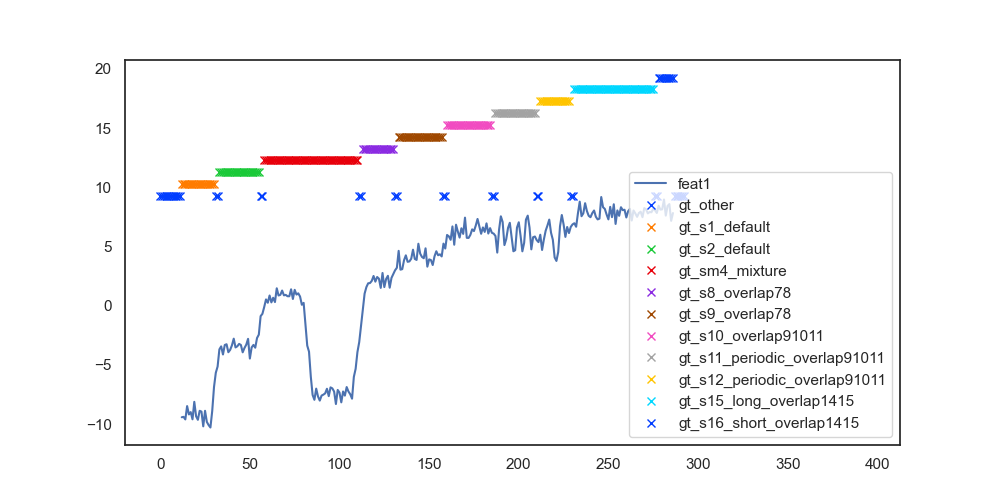 20
15
10
5
0
−5
−10
0 50 100 150 200 250 300 350 400
feat1
gt_other
gt_s1_default
gt_s2_default
gt_sm4_mixture
gt_s8_overlap78
gt_s9_overlap78
gt_s10_overlap91011
gt_s11_periodic_overlap91011
gt_s12_periodic_overlap91011
gt_s15_long_overlap1415
gt_s16_short_overlap1415